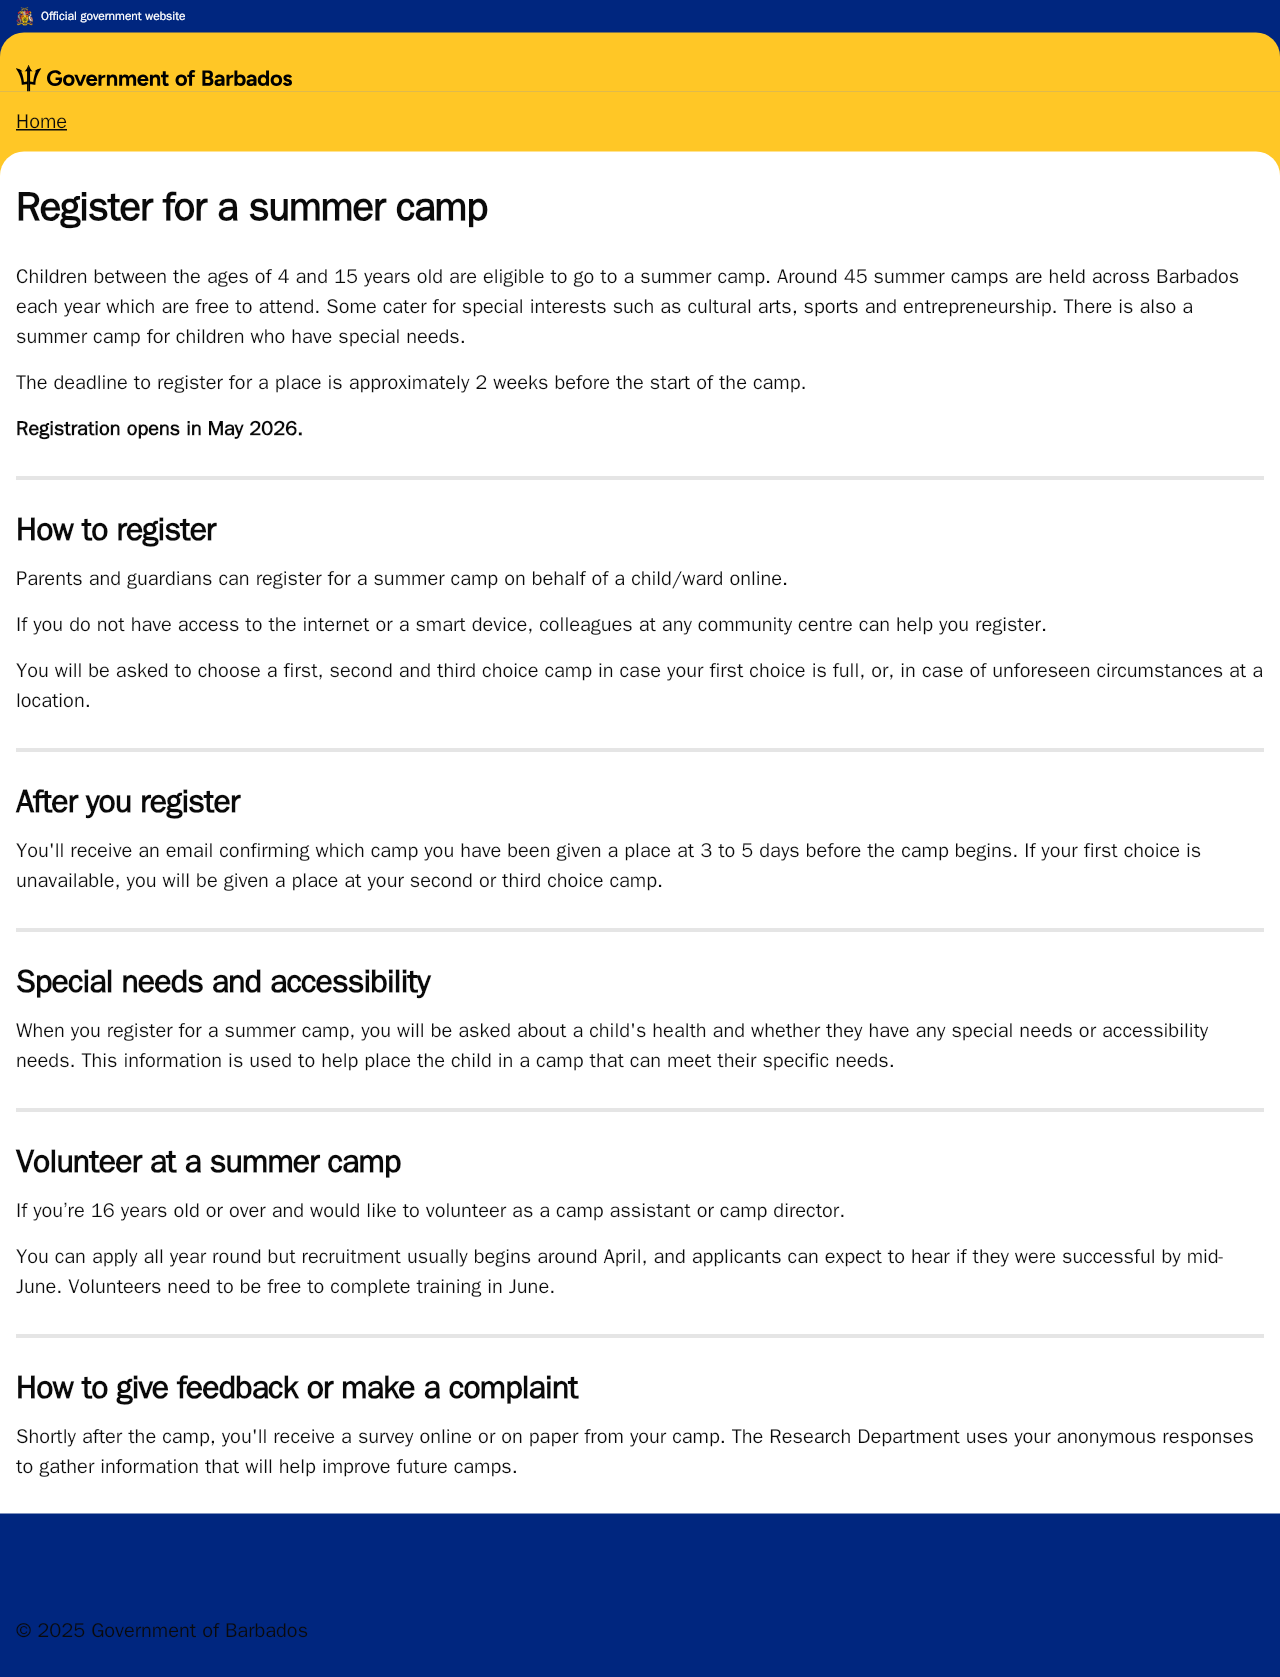 Official government website
Government of Barbados
Home
Register for a summer camp
Children between the ages of 4 and 15 years old are eligible to go to a summer camp. Around 45 summer camps are held across Barbados
each year which are free to attend. Some cater for special interests such as cultural arts, sports and entrepreneurship. There is also a
summer camp for children who have special needs.
The deadline to register for a place is approximately 2 weeks before the start of the camp.
Registration opens in May 2026.
How to register
Parents and guardians can register for a summer camp on behalf of a child/ward online.
If you do not have access to the internet or a smart device, colleagues at any community centre can help you register.
You will be asked to choose a first, second and third choice camp in case your first choice is full, or, in case of unforeseen circumstances at a
location.
After you register
You'll receive an email confirming which camp you have been given a place at 3 to 5 days before the camp begins. If your first choice is
unavailable, you will be given a place at your second or third choice camp.
Special needs and accessibility
When you register for a summer camp, you will be asked about a child's health and whether they have any special needs or accessibility
needs. This information is used to help place the child in a camp that can meet their specific needs.
Volunteer at a summer camp
If you’re 16 years old or over and would like to volunteer as a camp assistant or camp director.
You can apply all year round but recruitment usually begins around April, and applicants can expect to hear if they were successful by mid-
June. Volunteers need to be free to complete training in June.
How to give feedback or make a complaint
Shortly after the camp, you'll receive a survey online or on paper from your camp. The Research Department uses your anonymous responses
to gather information that will help improve future camps.
© 2025 Government of Barbados